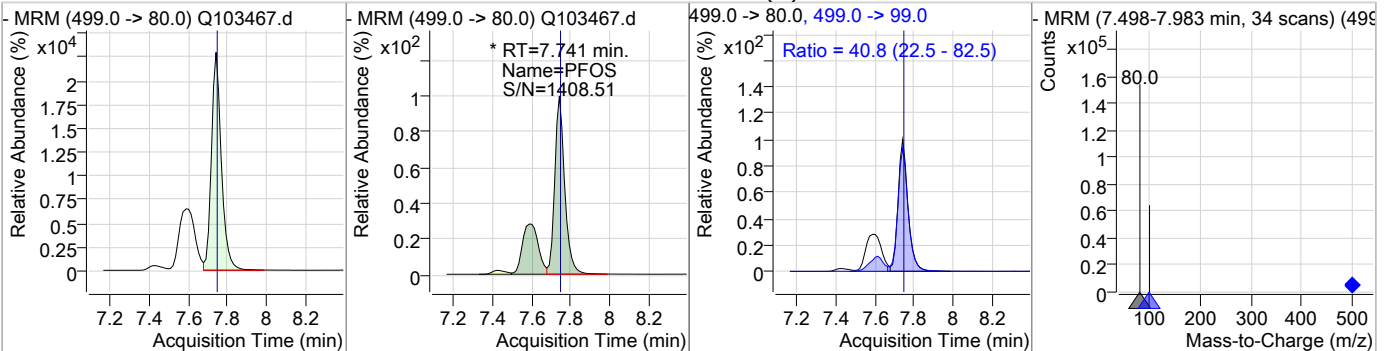 - MRM (499.0 -> 80.0) Q103467.d
x10⁴
Relative Abundance (%)
2
1.75
1.5
1.25
1
0.75
0.5
0.25
0
7.2 7.4 7.6 7.8 8 8.2
Acquisition Time (min)
- MRM (499.0 -> 80.0) Q103467.d
x10²
Relative Abundance (%)
* RT=7.741 min.
Name=PFOS
S/N=1408.51
1
0.8
0.6
0.4
0.2
0
7.2 7.4 7.6 7.8 8 8.2
Acquisition Time (min)
499.0 -> 80.0, 499.0 -> 99.0
x10²
Relative Abundance (%)
Ratio = 40.8 (22.5 - 82.5)
1.4
1.2
1
0.8
0.6
0.4
0.2
0
7.2 7.4 7.6 7.8 8 8.2
Acquisition Time (min)
- MRM (7.498-7.983 min, 34 scans) (499
x10⁵
Counts
80.0
1.6
1.4
1.2
1
0.8
0.6
0.4
0.2
0
100 200 300 400 500
Mass-to-Charge (m/z)